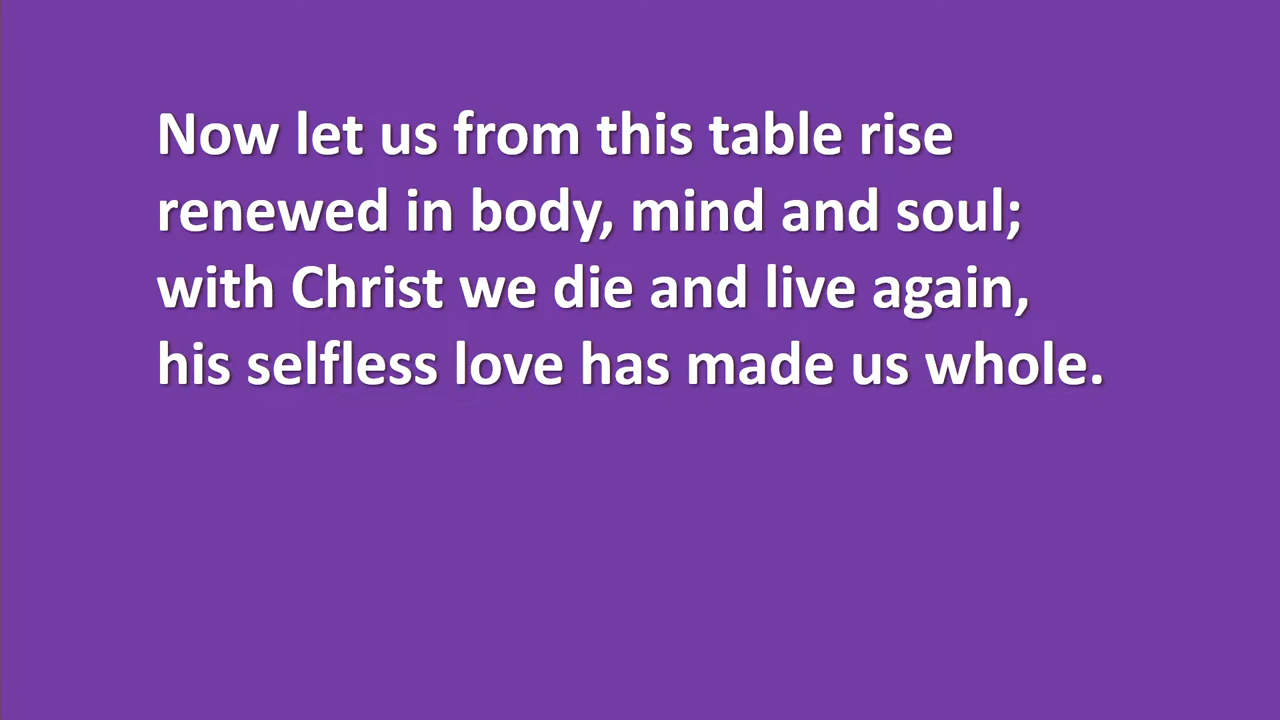 Now let us from this table rise
renewed in body, mind and soul;
with Christ we die and live again,
his selfless love has made us whole.